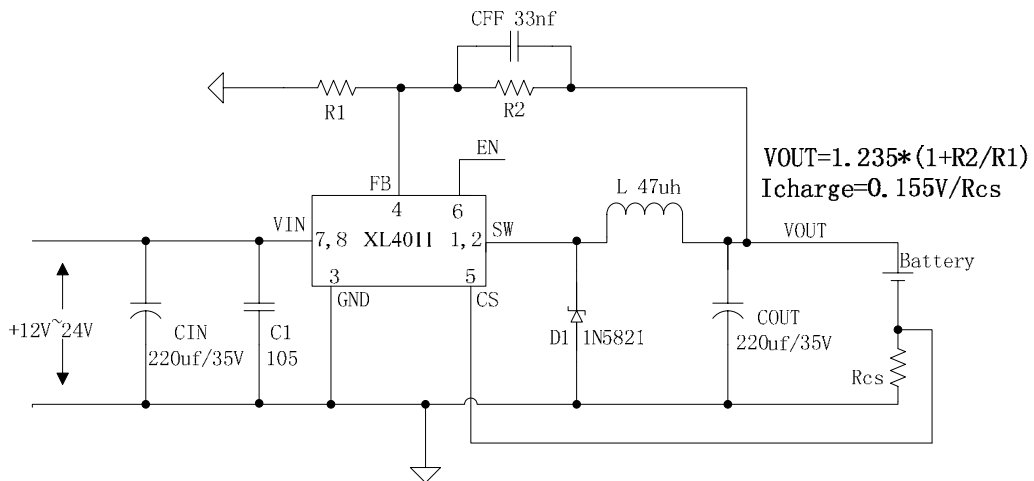 CFF 33nf
R1
R2
EN
FB
4
6
VOUT=1.235*(1+R2/R1)
Icharge=0.155V/Rcs
L 47uh
VIN
7,8
XL4011
1,2
SW
VOUT
3
5
GND
CS
Battery
+12V~24V
CIN
220uf/35V
C1
105
D1
1N5821
COUT
220uf/35V
Rcs